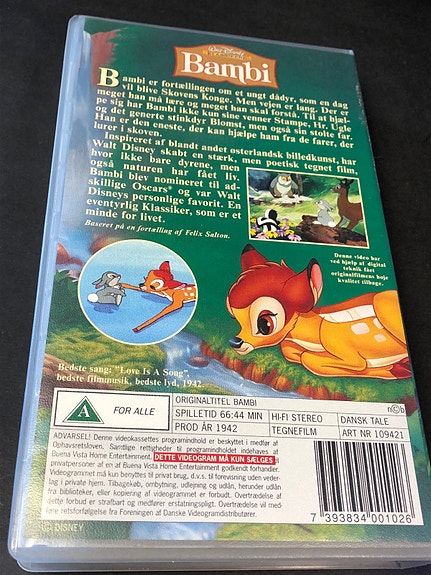 Walt Disney
Bambi
Bambi er fortællingen om et ungt dådyr, som en dag
vil blive Skovens Konge. Men vejen er lang. Der er
meget han må lære og meget han skal forstå. Til at hjæl-
pe sig har Bambi ikke kun sine venner Stampe, Hr. Ugle
og det generte stinkdyr Blomst, men også sin stolte far.
Han er den eneste, der kan hjælpe ham fra de farer, der
lurer i skoven.
Inspireret af blandt andet østerlandsk billedkunst, har
Walt Disney skabt en stærk, men poetisk tegnet film,
hvor ikke bare dyrene, men
også naturen har fået liv.
Bambi blev nomineret til ad-
skillige Oscars® og var Walt
Disneys personlige favorit. En
eventyrlig Klassiker, som er et
minde for livet.
Baseret på en fortælling af Felix Salton.
Denne video har
ved hjælp af digital
teknik fået
originalfilmens høje
kvalitet tilbage.
Bedste sang: "Love Is A Song",
bedste filmmusik, bedste lyd, 1942.
n©b
A
FOR ALLE
ORIGINALTITEL BAMBI
SPILLETID 66:44 MIN
HI-FI STEREO
DANSK TALE
PROD ÅR 1942
TEGNEFILM
ART NR 109421
ADVARSEL! Denne videokassettes programindhold er beskyttet i medfør af
Ophavsretsloven. Samtlige rettigheder til programindholdet indehaves af
Buena Vista Home Entertainment. DETTE VIDEOGRAM MÅ KUN SÆLGES
privatpersoner af en af Buena Vista Home Entertainment godkendt forhandler.
Videogrammet må kun benyttes til privat brug, d.v.s. til forevisning uden veder-
lag i private hjem. Tilbagekøb, ombytning, udlejning og udlån, herunder udlån
fra biblioteker, eller kopiering af videogrammet er forbudt. Overtrædelse af
dette forbud er strafbart og medfører erstatningspligt. Overtrædelse vil med-
føre retsforfølgelse fra Foreningen af Danske Videogramdistributører.
7 393834 001026
(C) DISNEY